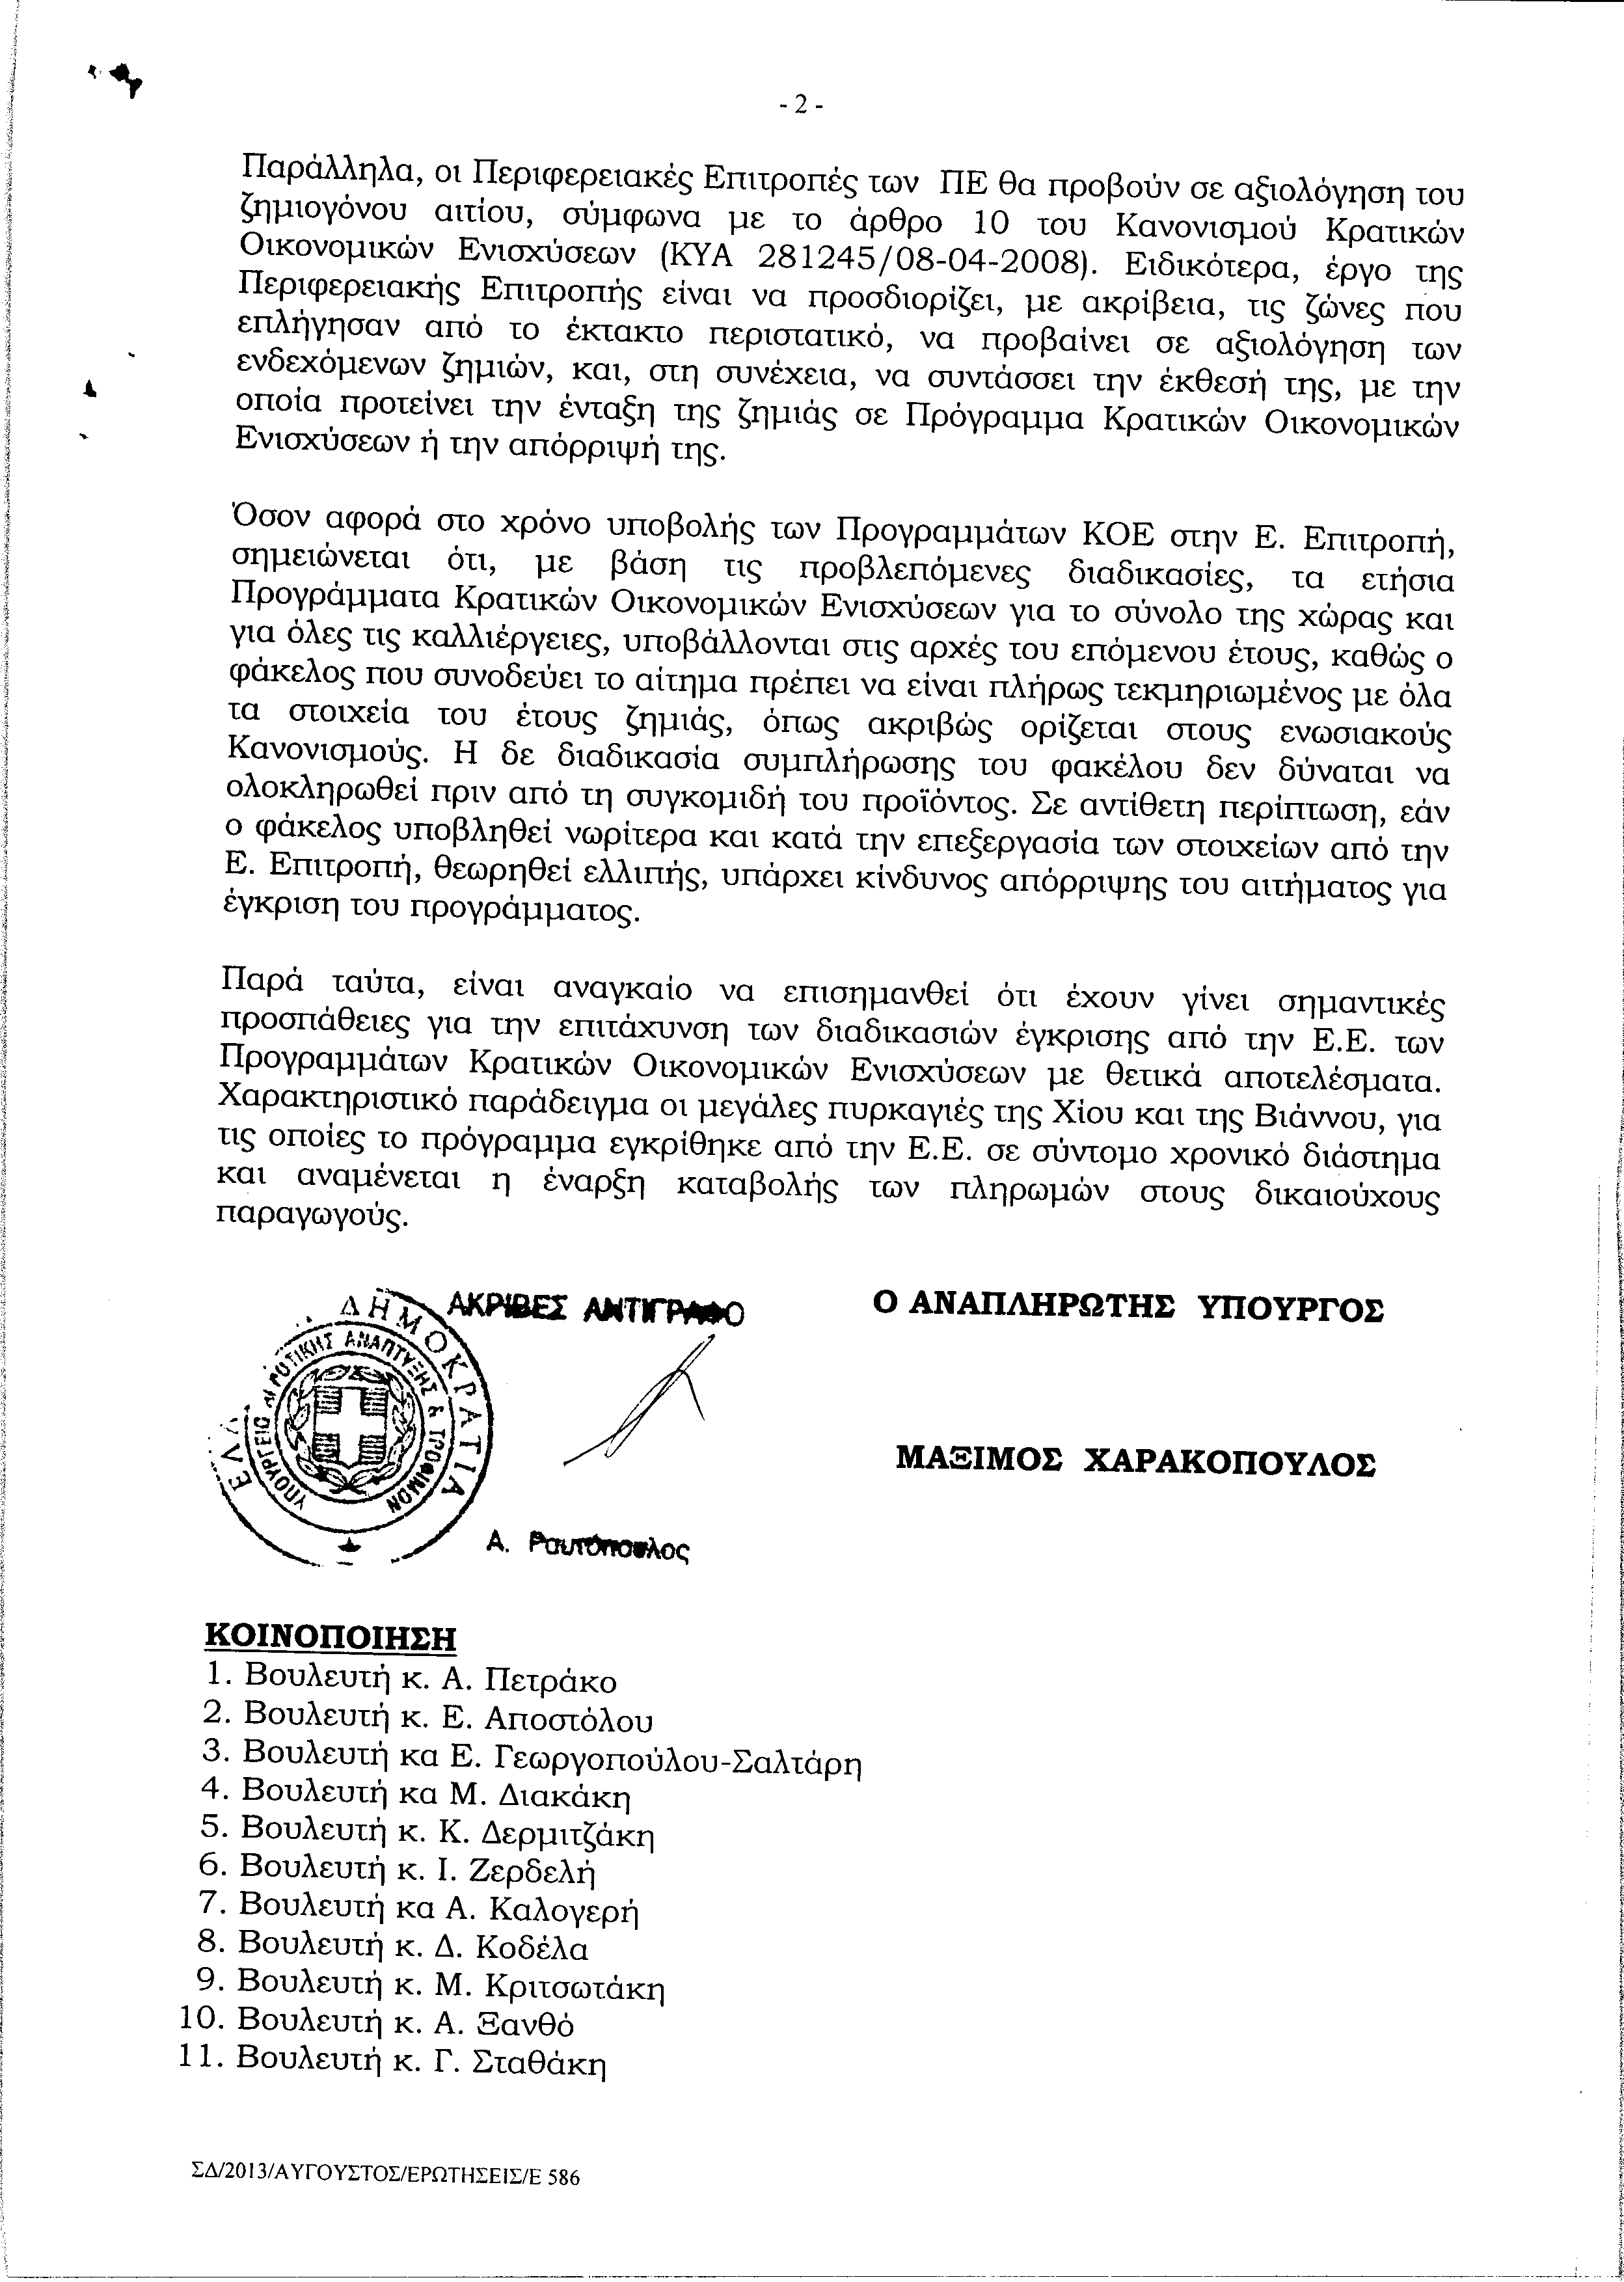 - 2 -
Παράλληλα, οι Περιφερειακές Επιτροπές των ΠΕ θα προβούν σε αξιολόγηση του
ζημιογόνου αιτίου, σύμφωνα με το άρθρο 10 του Κανονισμού Κρατικών
Οικονομικών Ενισχύσεων (ΚΥΑ 281245/08-04-2008). Ειδικότερα, έργο της
Περιφερειακής Επιτροπής είναι να προσδιορίζει, με ακρίβεια, τις ζώνες που
επλήγησαν από το έκτακτο περιστατικό, να προβαίνει σε αξιολόγηση των
ενδεχόμενων ζημιών, και, στη συνέχεια, να συντάσσει την έκθεσή της, με την
οποία προτείνει την ένταξη της ζημιάς σε Πρόγραμμα Κρατικών Οικονομικών
Ενισχύσεων ή την απόρριψή της.
Όσον αφορά στο χρόνο υποβολής των Προγραμμάτων ΚΟΕ στην Ε. Επιτροπή,
σημειώνεται ότι, με βάση τις προβλεπόμενες διαδικασίες, τα ετήσια
Προγράμματα Κρατικών Οικονομικών Ενισχύσεων για το σύνολο της χώρας και
για όλες τις καλλιέργειες, υποβάλλονται στις αρχές του επόμενου έτους, καθώς ο
φάκελος που συνοδεύει το αίτημα πρέπει να είναι πλήρως τεκμηριωμένος με όλα
τα στοιχεία του έτους ζημιάς, όπως ακριβώς ορίζεται στους ενωσιακούς
Κανονισμούς. Η δε διαδικασία συμπλήρωσης του φακέλου δεν δύναται να
ολοκληρωθεί πριν από τη συγκομιδή του προϊόντος. Σε αντίθετη περίπτωση, εάν
ο φάκελος υποβληθεί νωρίτερα και κατά την επεξεργασία των στοιχείων από την
Ε. Επιτροπή, θεωρηθεί ελλιπής, υπάρχει κίνδυνος απόρριψης του αιτήματος για
έγκριση του προγράμματος.
Παρά ταύτα, είναι αναγκαίο να επισημανθεί ότι έχουν γίνει σημαντικές
προσπάθειες για την επιτάχυνση των διαδικασιών έγκρισης από την Ε.Ε. των
Προγραμμάτων Κρατικών Οικονομικών Ενισχύσεων με θετικά αποτελέσματα.
Χαρακτηριστικό παράδειγμα οι μεγάλες πυρκαγιές της Χίου και της Βιάννου, για
τις οποίες το πρόγραμμα εγκρίθηκε από την Ε.Ε. σε σύντομο χρονικό διάστημα
και αναμένεται η έναρξη καταβολής των πληρωμών στους δικαιούχους
παραγωγούς.
ΑΚΡΙΒΕΣ ΑΝΤΙΓΡΑΦΟ
Ο ΑΝΑΠΛΗΡΩΤΗΣ ΥΠΟΥΡΓΟΣ
ΔΗΜΟΚΡΑΤΙΑ
ΥΠΟΥΡΓΕΙΟ ΑΓΡΟΤΙΚΗΣ ΑΝΑΠΤΥΞΗΣ & ΤΡΟΦΙΜΩΝ
ΜΑΞΙΜΟΣ ΧΑΡΑΚΟΠΟΥΛΟΣ
Α. Ραυτόπουλος
ΚΟΙΝΟΠΟΙΗΣΗ
1. Βουλευτή κ. Α. Πετράκο
2. Βουλευτή κ. Ε. Αποστόλου
3. Βουλευτή κα Ε. Γεωργοπούλου-Σαλτάρη
4. Βουλευτή κα Μ. Διακάκη
5. Βουλευτή κ. Κ. Δερμιτζάκη
6. Βουλευτή κ. Ι. Ζερδελή
7. Βουλευτή κα Α. Καλογερή
8. Βουλευτή κ. Δ. Κοδέλα
9. Βουλευτή κ. Μ. Κριτσωτάκη
10. Βουλευτή κ. Α. Ξανθό
11. Βουλευτή κ. Γ. Σταθάκη
ΣΔ/2013/ΑΥΓΟΥΣΤΟΣ/ΕΡΩΤΗΣΕΙΣ/Ε 586